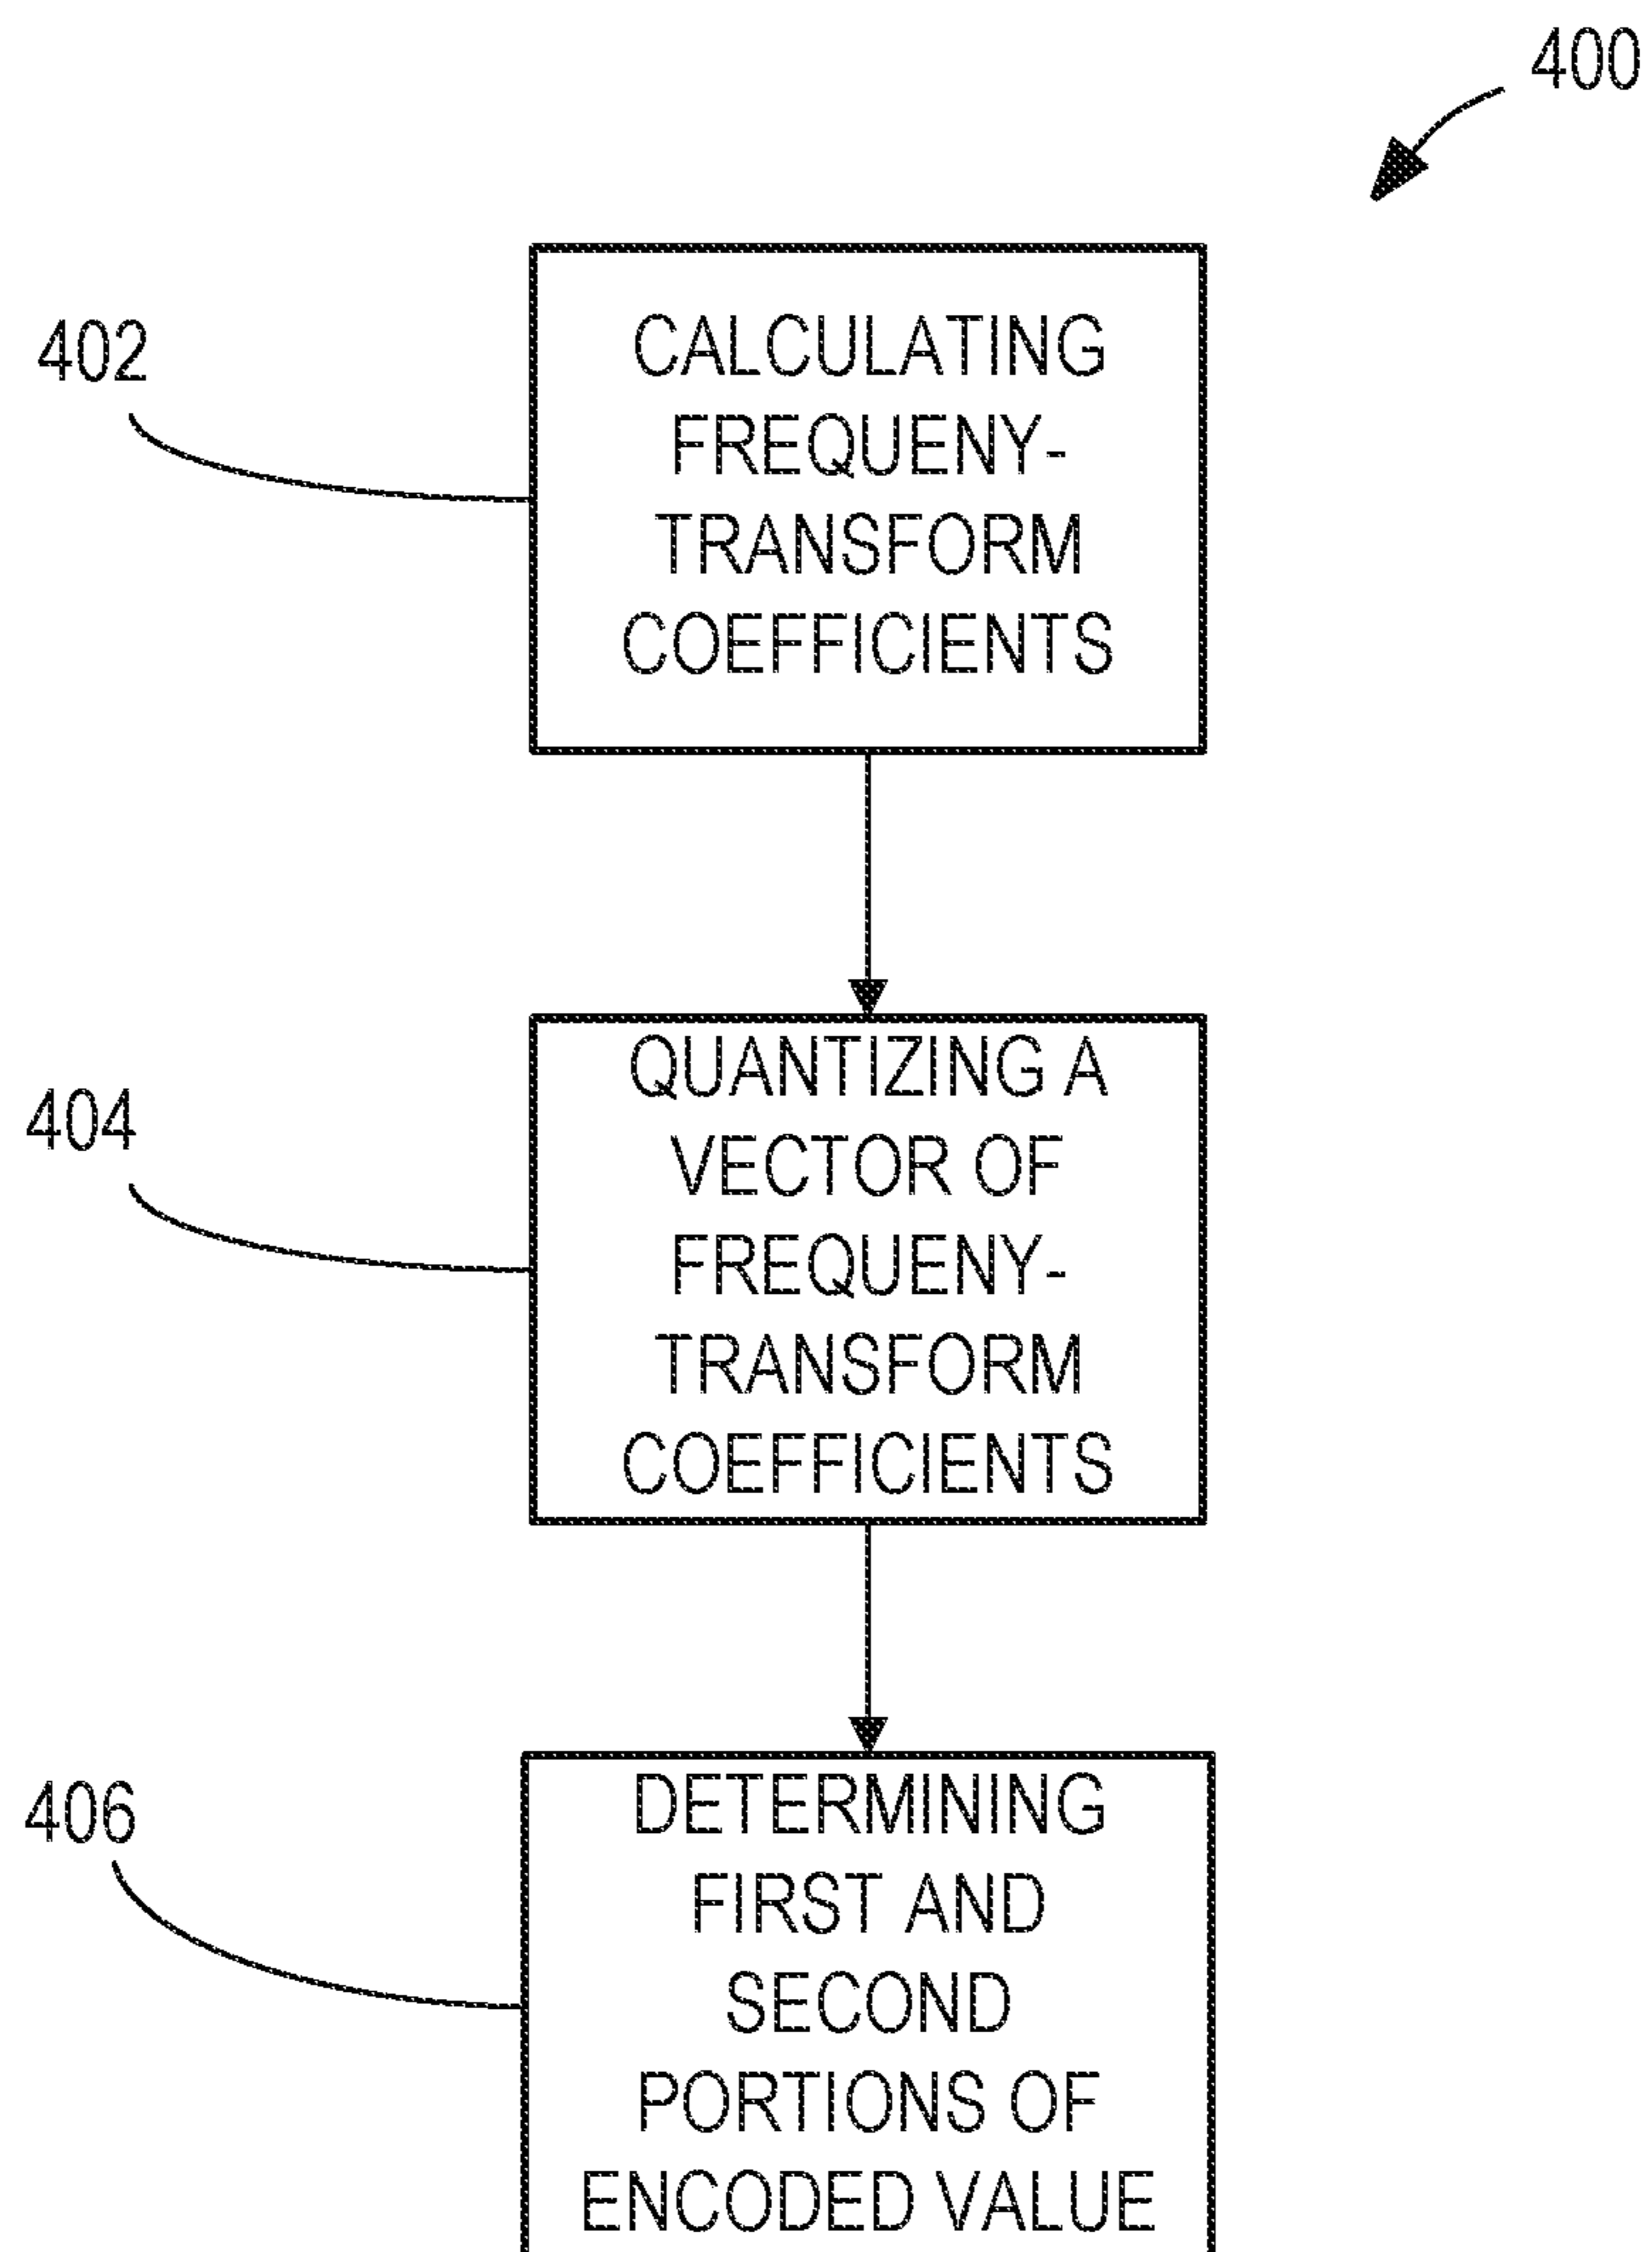 400
402
CALCULATING
FREQUENY-
TRANSFORM
COEFFICIENTS
404
QUANTIZING A
VECTOR OF
FREQUENY-
TRANSFORM
COEFFICIENTS
406
DETERMINING
FIRST AND
SECOND
PORTIONS OF
ENCODED VALUE